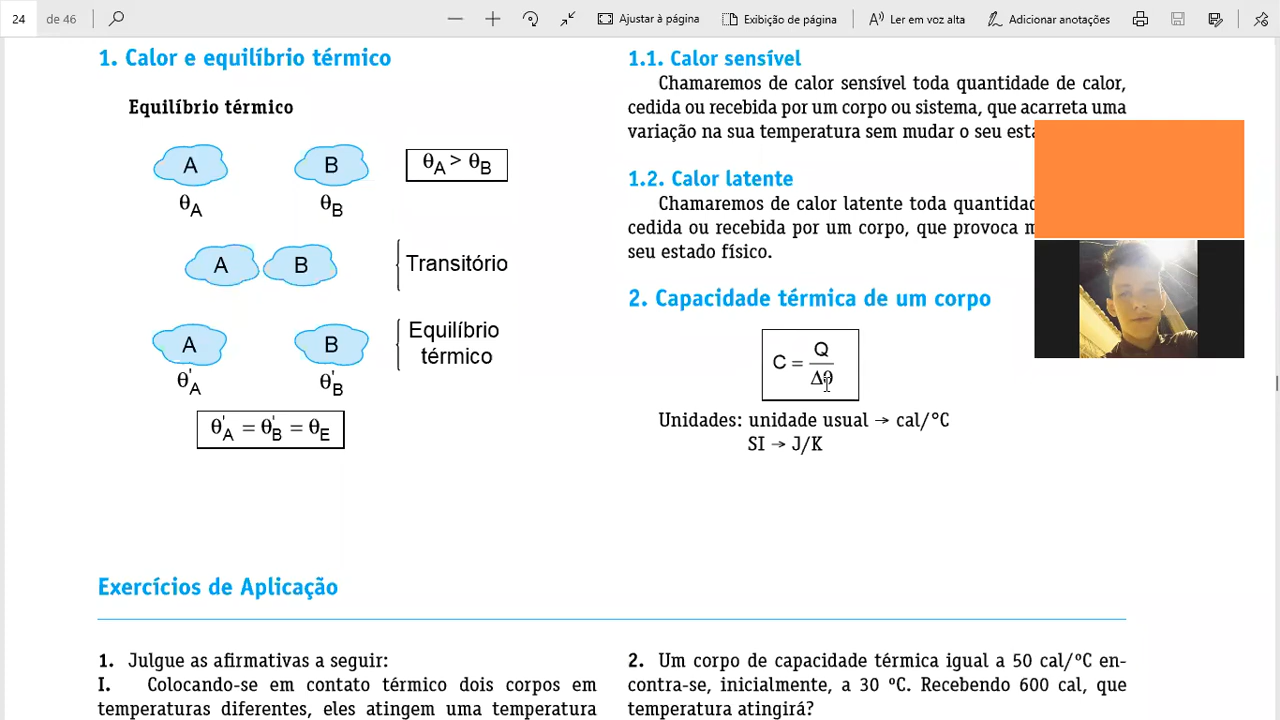 24 de 46 Ajustar à página Exibição de página Ler em voz alta Adicionar anotações
1. Calor e equilíbrio térmico
Equilíbrio térmico
A B θA > θB
θA θB
A B Transitório
A B Equilíbrio
térmico
θ'A θ'B
θ'A = θ'B = θE
1.1. Calor sensível
Chamaremos de calor sensível toda quantidade de calor,
cedida ou recebida por um corpo ou sistema, que acarreta uma
variação na sua temperatura sem mudar o seu
1.2. Calor latente
Chamaremos de calor latente toda
cedida ou recebida por um corpo, que provoca
seu estado físico.
2. Capacidade térmica de um corpo
C = Q
Δθ
Unidades: unidade usual → cal/°C
SI → J/K
Exercícios de Aplicação
1. Julgue as afirmativas a seguir:
I. Colocando-se em contato térmico dois corpos em
temperaturas diferentes, eles atingem uma temperatura
2. Um corpo de capacidade térmica igual a 50 cal/ºC en-
contra-se, inicialmente, a 30 ºC. Recebendo 600 cal, que
temperatura atingirá?